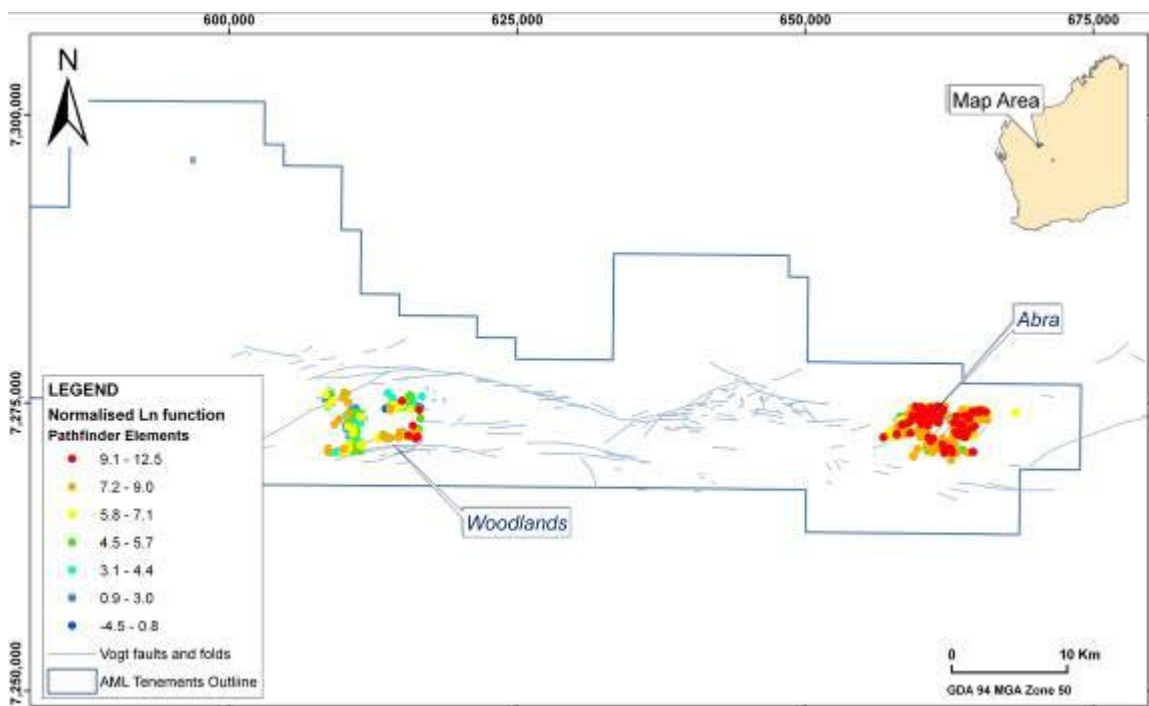 600,000 625,000 650,000 675,000
N
7,300,000
Map Area
Abra
7,275,000
Woodlands
LEGEND
Normalised Ln function
Pathfinder Elements
9.1 - 12.5
7.2 - 9.0
5.8 - 7.1
4.5 - 5.7
3.1 - 4.4
0.9 - 3.0
-4.5 - 0.8
Vogt faults and folds
AML Tenements Outline
7,250,000
0 10 Km
GDA 94 MGA Zone 50